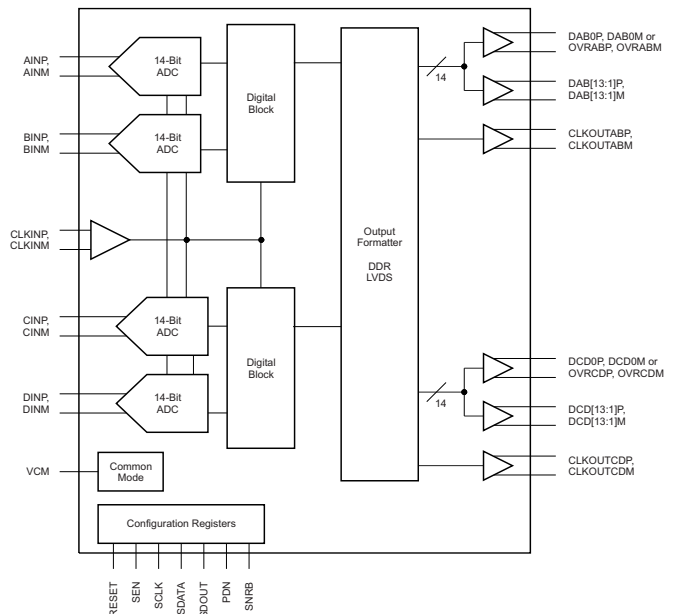 AINP,
AINM
14-Bit
ADC
BINP,
BINM
14-Bit
ADC
Digital
Block
CLKINP,
CLKINM
CINP,
CINM
14-Bit
ADC
DINP,
DINM
14-Bit
ADC
Digital
Block
VCM
Common
Mode
Configuration Registers
RESET
SEN
SCLK
SDATA
SDOUT
PDN
SNRB
Output
Formatter
DDR
LVDS
14
DAB0P, DAB0M or
OVRABP, OVRABM
DAB[13:1]P,
DAB[13:1]M
CLKOUTABP,
CLKOUTABM
14
DCD0P, DCD0M or
OVRCDP, OVRCDM
DCD[13:1]P,
DCD[13:1]M
CLKOUTCDP,
CLKOUTCDM